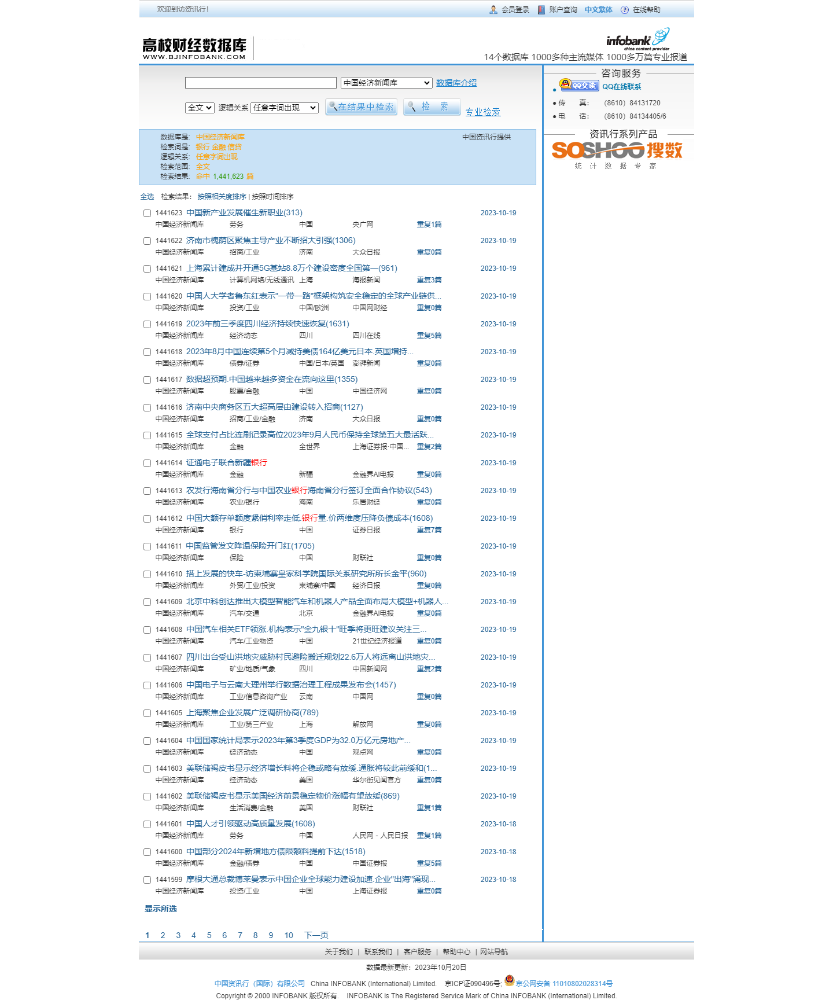 欢迎到访资讯行! 会员登录 账户查询 中文繁体 在线帮助
高校财经数据库
WWW.BJINFOBANK.COM
infobank
china content provider
14个数据库 1000多种主流媒体 1000多万篇专业报道
中国经济新闻库 数据库介绍
全文 逻辑关系 任意字词出现 在结果中检索 检 索 专业检索
咨询服务
QQ交谈 QQ在线联系
● 传 真: (8610) 84131720
● 电 话: (8610) 84134405/6
资讯行系列产品
SOSHOO搜数
统 计 数 据 专 家
数据库是: 中国经济新闻库 中国资讯行提供
检索词是: 银行 金融 信贷
逻辑关系: 任意字词出现
检索范围: 全文
检索结果: 命中 1,441,623 篇
全选 检索结果: 按照相关度排序 | 按照时间排序
1441623 中国新产业发展催生新职业(313) 2023-10-19
中国经济新闻库 劳务 中国 央广网 重复1篇
1441622 济南市槐荫区聚焦主导产业不断招大引强(1306) 2023-10-19
中国经济新闻库 招商/工业 济南 大众日报 重复0篇
1441621 上海累计建成并开通5G基站8.8万个建设密度全国第一(961) 2023-10-19
中国经济新闻库 计算机网络/无线通讯 上海 海报新闻 重复3篇
1441620 中国人大学者鲁东红表示"一带一路"框架构筑安全稳定的全球产业链供... 2023-10-19
中国经济新闻库 投资/工业 中国/欧洲 中国网财经 重复0篇
1441619 2023年前三季度四川经济持续快速恢复(1631) 2023-10-19
中国经济新闻库 经济动态 四川 四川在线 重复5篇
1441618 2023年8月中国连续第5个月减持美债164亿美元日本.英国增持... 2023-10-19
中国经济新闻库 债券/证券 中国/日本/英国 澎湃新闻 重复0篇
1441617 数据超预期.中国越来越多资金在流向这里(1355) 2023-10-19
中国经济新闻库 股票/金融 中国 中国经济网 重复0篇
1441616 济南中央商务区五大超高层由建设转入招商(1127) 2023-10-19
中国经济新闻库 招商/工业/金融 济南 大众日报 重复0篇
1441615 全球支付占比连刷记录高位2023年9月人民币保持全球第五大最活跃... 2023-10-19
中国经济新闻库 金融 全世界 上海证券报·中国... 重复2篇
1441614 证通电子联合新疆银行 2023-10-19
中国经济新闻库 金融 新疆 金融界AI电报 重复0篇
1441613 农发行海南省分行与中国农业银行海南省分行签订全面合作协议(543) 2023-10-19
中国经济新闻库 农业/银行 海南 乐居财经 重复0篇
1441612 中国大额存单额度紧俏利率走低.银行量.价两维度压降负债成本(1608) 2023-10-19
中国经济新闻库 银行 中国 证券日报 重复7篇
1441611 中国监管发文降温保险开门红(1705) 2023-10-19
中国经济新闻库 保险 中国 财联社 重复0篇
1441610 搭上发展的快车-访柬埔寨皇家科学院国际关系研究所所长金平(960) 2023-10-19
中国经济新闻库 外贸/工业/投资 柬埔寨/中国 经济日报 重复0篇
1441609 北京中科创达推出大模型智能汽车和机器人产品全面布局大模型+机器人... 2023-10-19
中国经济新闻库 汽车/交通 北京 金融界AI电报 重复0篇
1441608 中国汽车相关ETF领涨.机构表示"金九银十"旺季将更旺建议关注三... 2023-10-19
中国经济新闻库 汽车/工业物资 中国 21世纪经济报道 重复0篇
1441607 四川出台受山洪地灾威胁村民避险搬迁规划22.6万人将远离山洪地灾... 2023-10-19
中国经济新闻库 矿业/地质/气象 四川 中国新闻网 重复2篇
1441606 中国电子与云南大理州举行数据治理工程成果发布会(1457) 2023-10-19
中国经济新闻库 工业/信息咨询产业 云南 中国网 重复0篇
1441605 上海聚焦企业发展广泛调研协商(789) 2023-10-19
中国经济新闻库 工业/第三产业 上海 解放网 重复0篇
1441604 中国国家统计局表示2023年第3季度GDP为32.0万亿元房地产... 2023-10-19
中国经济新闻库 经济动态 中国 观点网 重复0篇
1441603 美联储褐皮书显示经济增长料将企稳或略有放缓.通胀将较此前缓和(1... 2023-10-19
中国经济新闻库 经济动态 美国 华尔街见闻官方 重复0篇
1441602 美联储褐皮书显示美国经济前景稳定物价涨幅有望放缓(869) 2023-10-19
中国经济新闻库 生活消费/金融 美国 财联社 重复1篇
1441601 中国人才引领驱动高质量发展(1608) 2023-10-18
中国经济新闻库 劳务 中国 人民网 - 人民日报 重复1篇
1441600 中国部分2024年新增地方债限额料提前下达(1518) 2023-10-18
中国经济新闻库 金融/债券 中国 中国证券报 重复5篇
1441599 摩根大通总裁博莱曼表示中国企业全球能力建设加速.企业"出海"涌现... 2023-10-18
中国经济新闻库 投资/工业 中国 上海证券报 重复0篇
显示所选
1 2 3 4 5 6 7 8 9 10 下一页
关于我们 | 联系我们 | 客户服务 | 帮助中心 | 网站导航
数据最新更新: 2023年10月20日
中国资讯行(国际)有限公司 China INFOBANK (International) Limited. 京ICP证090496号; 京公网安备 11010802028314号
Copyright © 2000 INFOBANK 版权所有. INFOBANK is The Registered Service Mark of China INFOBANK (International) Limited.